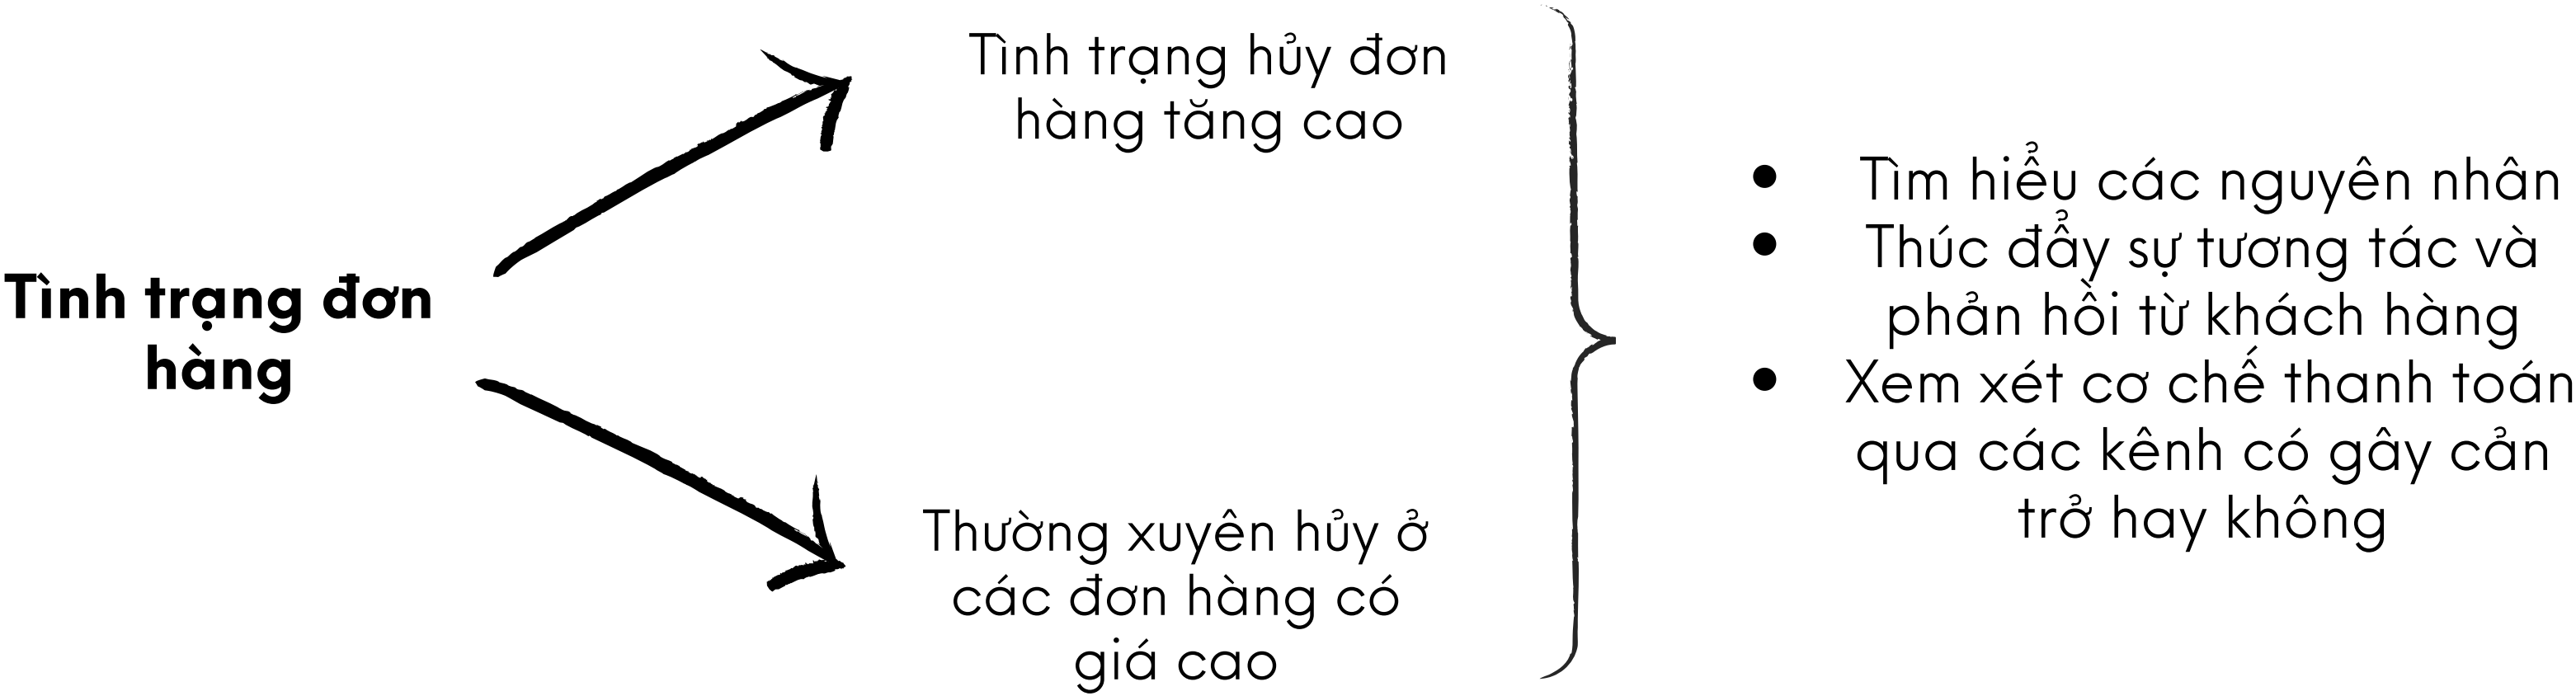 Tình trạng đơn
hàng
Tình trạng hủy đơn
hàng tăng cao
Thường xuyên hủy ở
các đơn hàng có
giá cao
• Tìm hiểu các nguyên nhân
• Thúc đẩy sự tương tác và
phản hồi từ khách hàng
• Xem xét cơ chế thanh toán
qua các kênh có gây cản
trở hay không